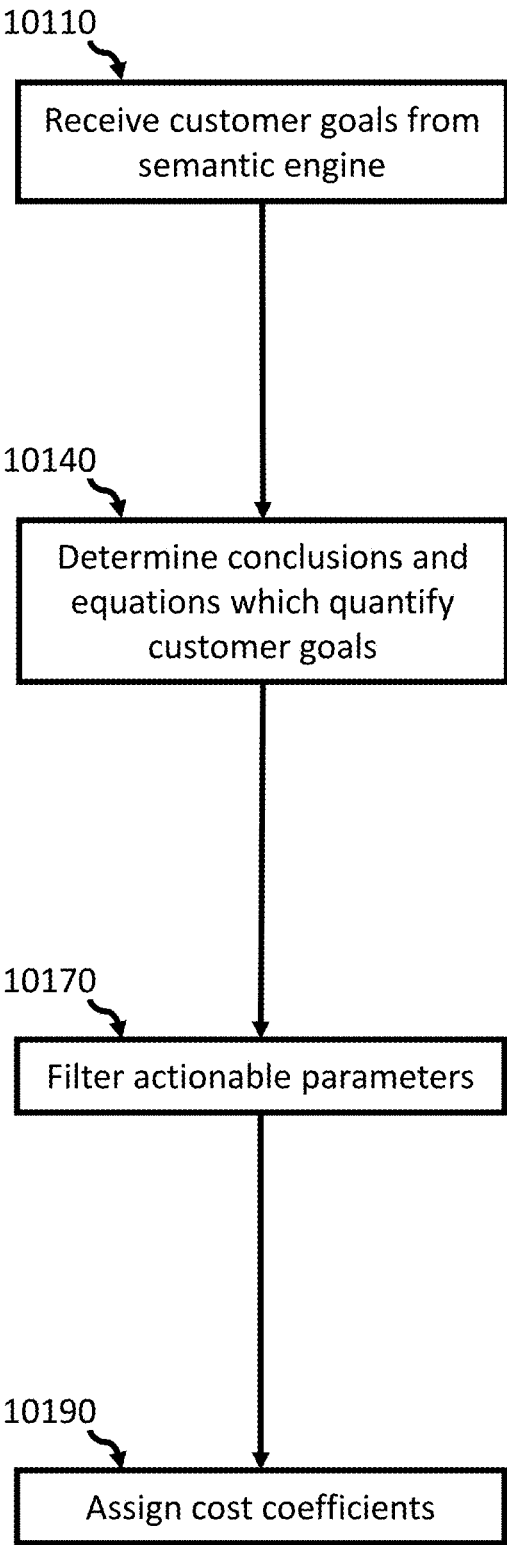 10110
Receive customer goals from
semantic engine
10140
Determine conclusions and
equations which quantify
customer goals
10170
Filter actionable parameters
10190
Assign cost coefficients